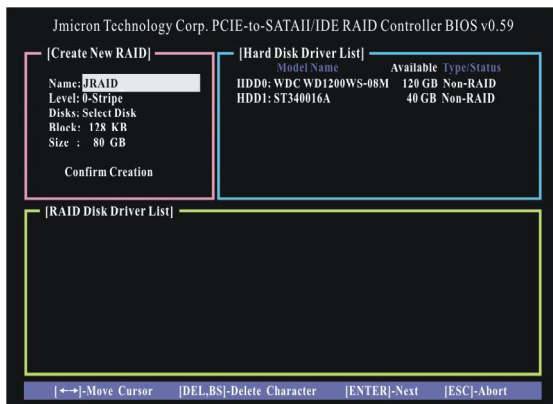 Jmicron Technology Corp. PCIE-to-SATAII/IDE RAID Controller BIOS v0.59
[Create New RAID]
Name: JRAID
Level: 0-Stripe
Disks: Select Disk
Block: 128 KB
Size : 80 GB
Confirm Creation
[Hard Disk Driver List]
Model Name Available Type/Status
HDD0: WDC WD1200WS-08M 120 GB Non-RAID
HDD1: ST340016A 40 GB Non-RAID
[RAID Disk Driver List]
[←→]-Move Cursor [DEL,BS]-Delete Character [ENTER]-Next [ESC]-Abort